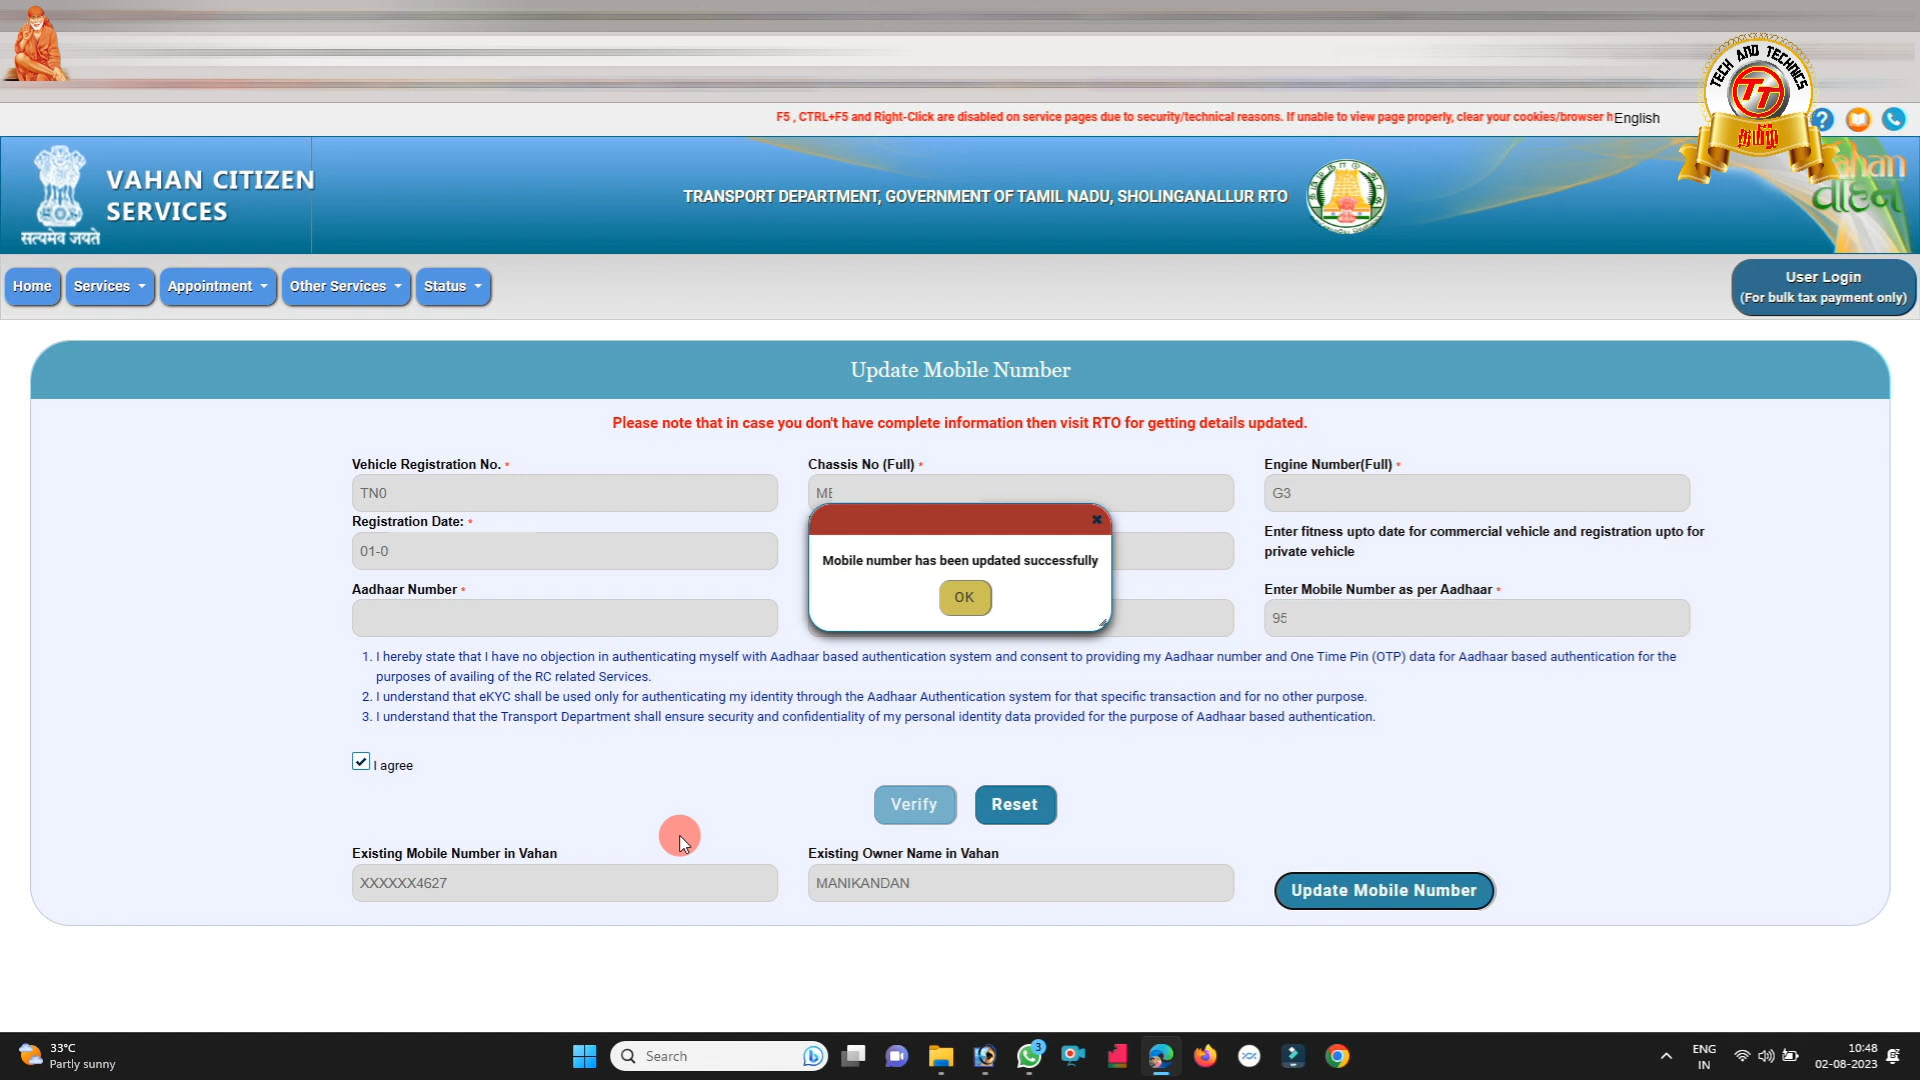 TECH AND TECHNICS
TT
தமிழ்
F5 , CTRL+F5 and Right-Click are disabled on service pages due to security/technical reasons. If unable to view page properly, clear your cookies/browser h
English
VAHAN CITIZEN
SERVICES
सत्यमेव जयते
TRANSPORT DEPARTMENT, GOVERNMENT OF TAMIL NADU, SHOLINGANALLUR RTO
ahan
वाहन
Home
Services
Appointment
Other Services
Status
User Login
(For bulk tax payment only)
Update Mobile Number
Please note that in case you don't have complete information then visit RTO for getting details updated.
Vehicle Registration No. *
Chassis No (Full) *
Engine Number(Full) *
TN0
ME
G3
Registration Date: *
Enter fitness upto date for commercial vehicle and registration upto for
private vehicle
01-0
Mobile number has been updated successfully
OK
Aadhaar Number *
Enter Mobile Number as per Aadhaar *
95
1. I hereby state that I have no objection in authenticating myself with Aadhaar based authentication system and consent to providing my Aadhaar number and One Time Pin (OTP) data for Aadhaar based authentication for the
purposes of availing of the RC related Services.
2. I understand that eKYC shall be used only for authenticating my identity through the Aadhaar Authentication system for that specific transaction and for no other purpose.
3. I understand that the Transport Department shall ensure security and confidentiality of my personal identity data provided for the purpose of Aadhaar based authentication.
I agree
Verify
Reset
Existing Mobile Number in Vahan
Existing Owner Name in Vahan
XXXXXX4627
MANIKANDAN
Update Mobile Number
33°C
Partly sunny
Search
3
ENG
IN
10:48
02-08-2023